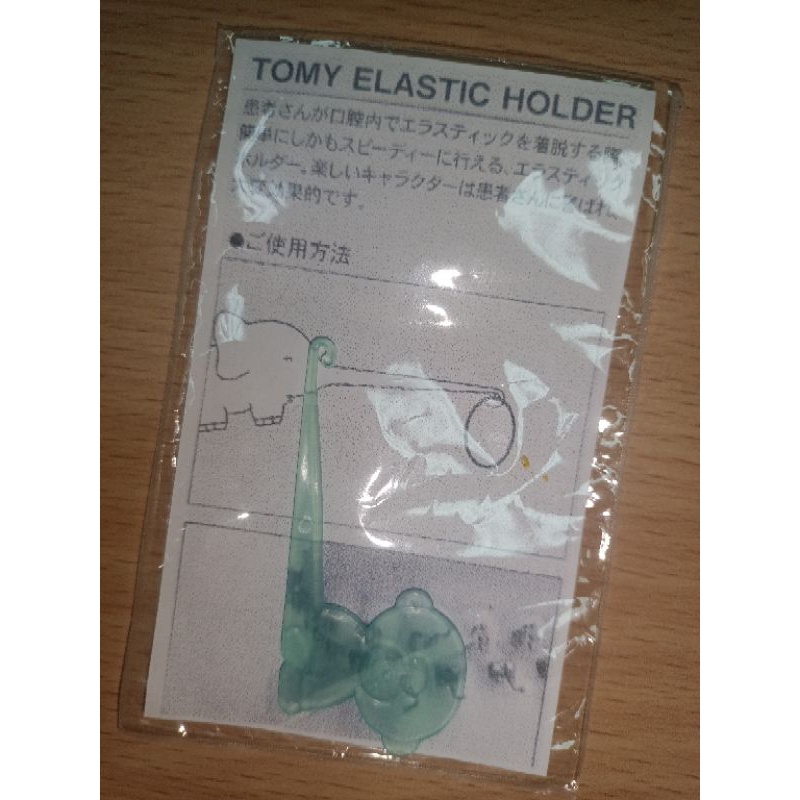 TOMY ELASTIC HOLDER
患者さんが口腔内でエラスティックを着脱する際
簡単にしかもスピーディーに行える、エラスティック
ホルダー。楽しいキャラクターは患者さんに喜ばれ、
効果的です。
●ご使用方法